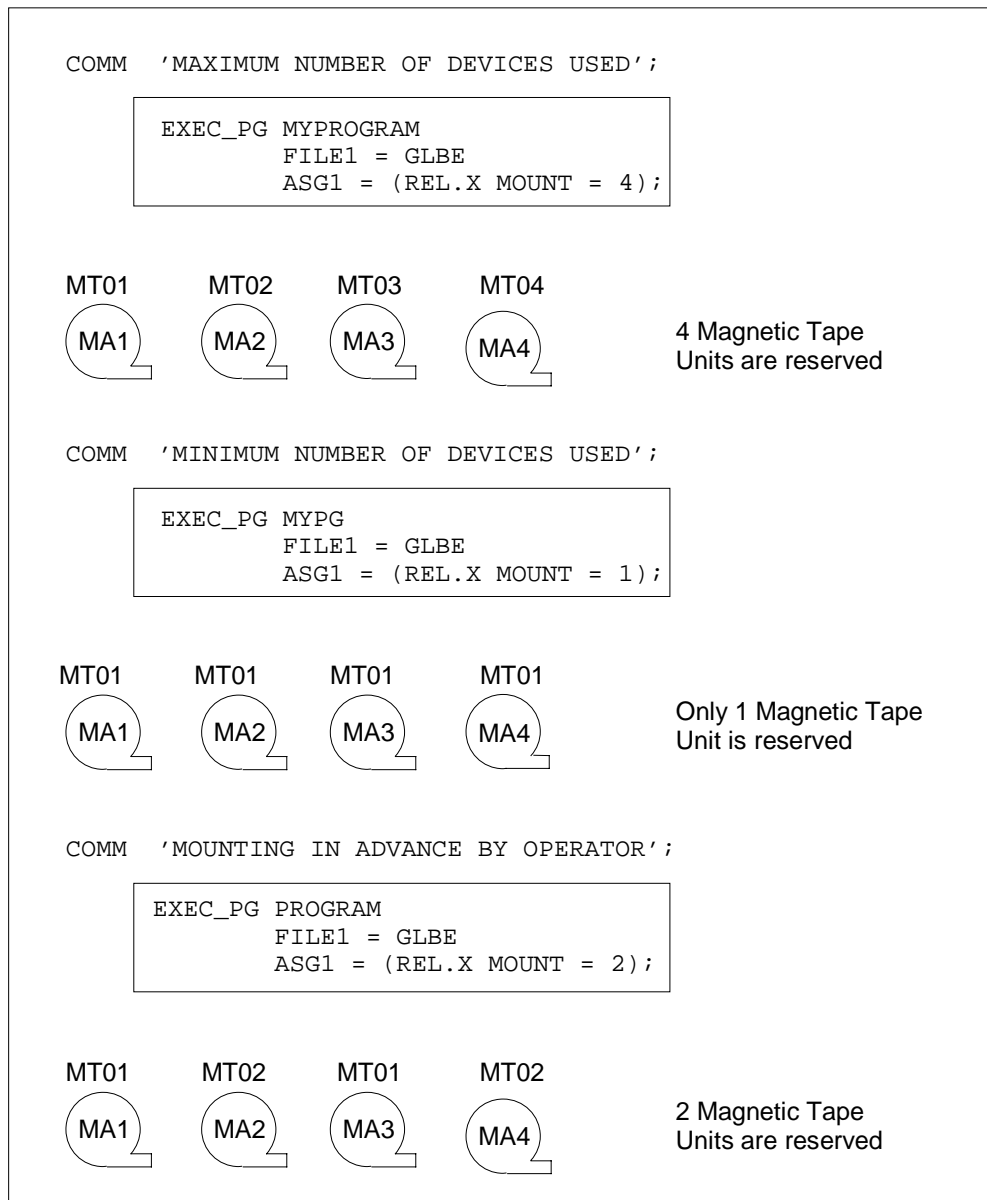 COMM 'MAXIMUM NUMBER OF DEVICES USED';
EXEC_PG MYPROGRAM
FILE1 = GLBE
ASG1 = (REL.X MOUNT = 4);
MT01 MT02 MT03 MT04
MA1 MA2 MA3 MA4
4 Magnetic Tape
Units are reserved
COMM 'MINIMUM NUMBER OF DEVICES USED';
EXEC_PG MYPG
FILE1 = GLBE
ASG1 = (REL.X MOUNT = 1);
MT01 MT01 MT01 MT01
MA1 MA2 MA3 MA4
Only 1 Magnetic Tape
Unit is reserved
COMM 'MOUNTING IN ADVANCE BY OPERATOR';
EXEC_PG PROGRAM
FILE1 = GLBE
ASG1 = (REL.X MOUNT = 2);
MT01 MT02 MT01 MT02
MA1 MA2 MA3 MA4
2 Magnetic Tape
Units are reserved